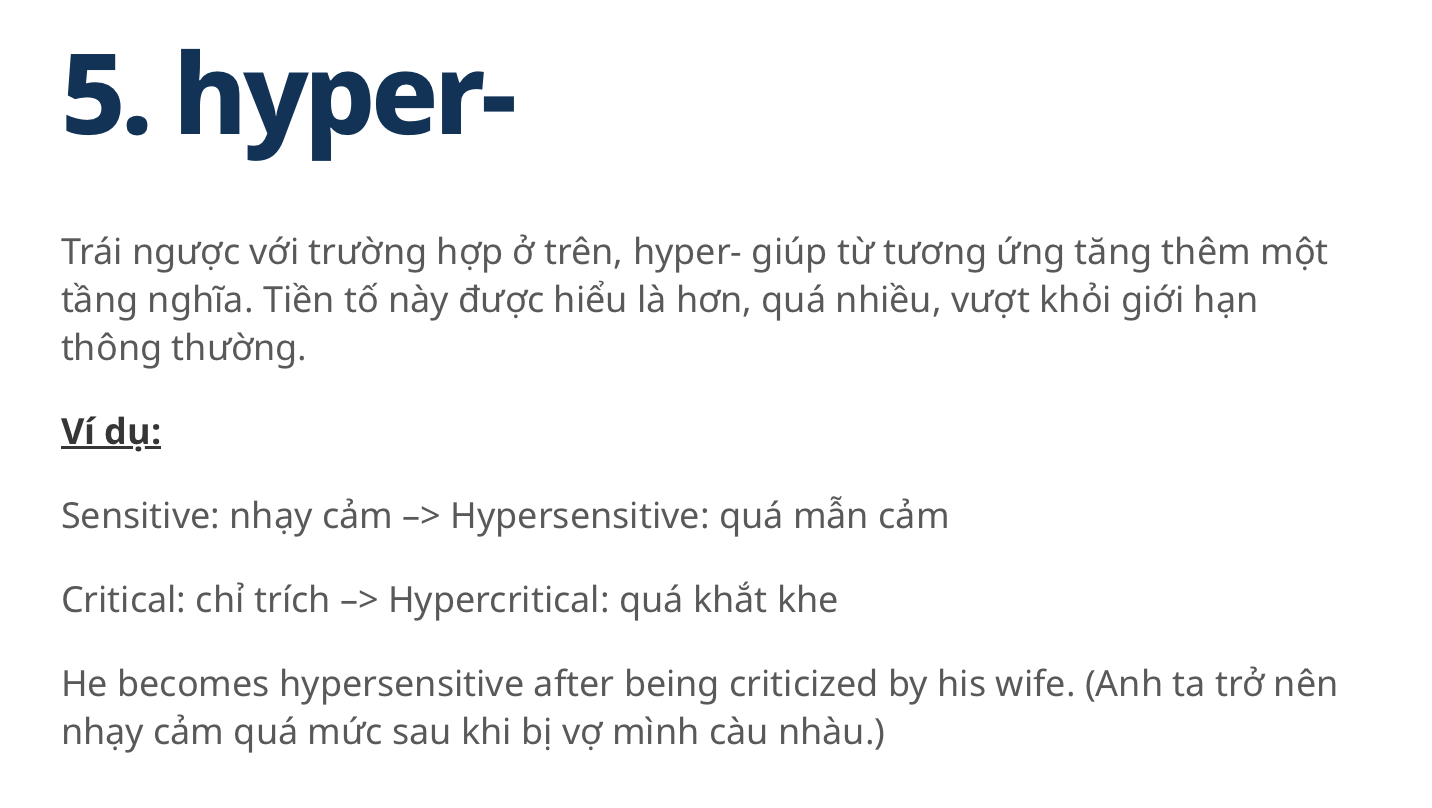 5. hyper-
Trái ngược với trường hợp ở trên, hyper- giúp từ tương ứng tăng thêm một
tầng nghĩa. Tiền tố này được hiểu là hơn, quá nhiều, vượt khỏi giới hạn
thông thường.
Ví dụ:
Sensitive: nhạy cảm –> Hypersensitive: quá mẫn cảm
Critical: chỉ trích –> Hypercritical: quá khắt khe
He becomes hypersensitive after being criticized by his wife. (Anh ta trở nên
nhạy cảm quá mức sau khi bị vợ mình càu nhàu.)